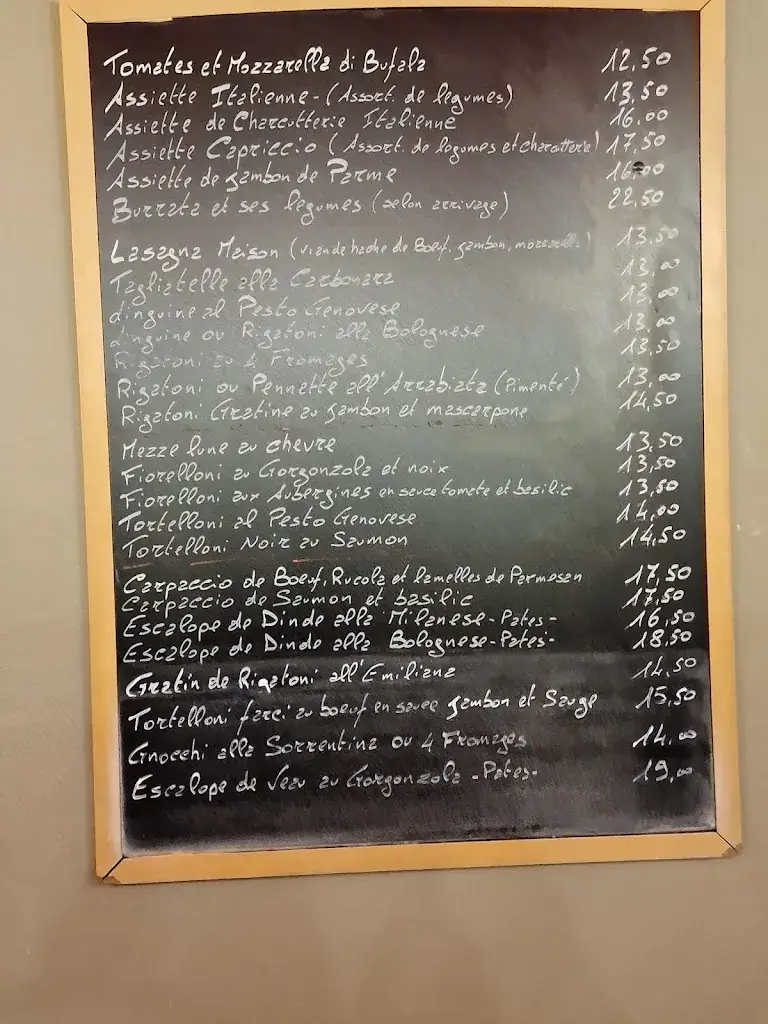 Tomates et Mozzarella di Bufala 12,50
Assiette Italienne-(Assort. de legumes) 13,50
Assiette de Charcutterie Italienne 16.00
Assiette Capriccio (Assort. de légumes et charcutterie) 17,50
Assiette de jambon de Parme 16,00
Burrata et ses legumes (selon arrivage) 22,50
Lasagna Maison (viande hachè de Boeuf, jambon, mozzarella) 13.50
Tagliatelle alla Carbonara 13,00
Linguine al Pesto Genovese 13,00
Linguine ou Rigatoni alla Bolognese 13,00
Rigatoni au 4 Fromages 13,50
Rigatoni ou Pennette all'Arrabiata (Pimenté) 13,00
Rigatoni Gratine au jambon et mascarpone 14,50
Mezze lune au chevre 13,50
Fiorelloni au Gorgonzola et noix 13,50
Fiorelloni aux Aubergines en sauce tomate et basilic 13,50
Tortelloni al Pesto Genovese 14,00
Tortelloni Noir au Saumon 14,50
Carpaccio de Boeuf, Rucola et lamelles de Parmesan 17,50
Carpaccio de Saumon et basilic 17,50
Escalope de Dinde alla Milanese-Pates- 16,50
Escalope de Dinde alla Bolognese-Pates- 18.50
Gratin de Rigatoni all'Emiliana 14,50
Tortelloni farci au boeuf en sauce jambon et Sauge 15,50
Gnocchi alla Sorrentina ou 4 Fromages 14,00
Escalope de Veau au Gorgonzola -Pates- 19,00